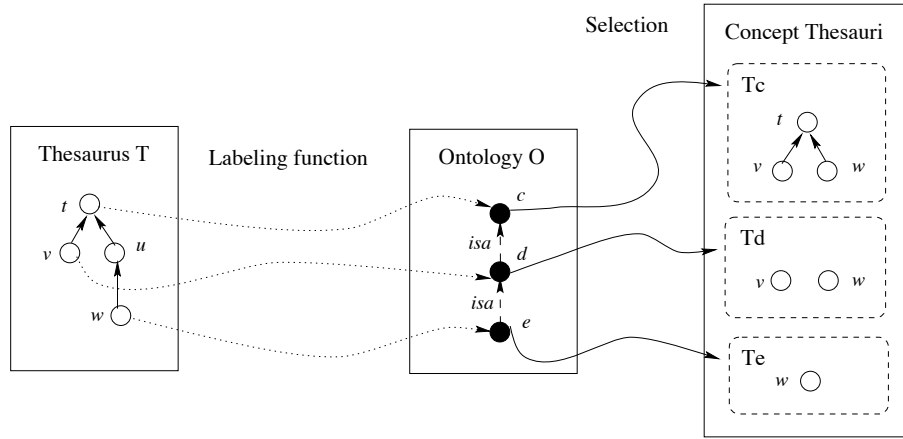 Selection
Concept Thesauri
Tc
t
v
w
Thesaurus T
Labeling function
Ontology O
t
v
u
w
c
isa
d
isa
e
Td
v
w
Te
w